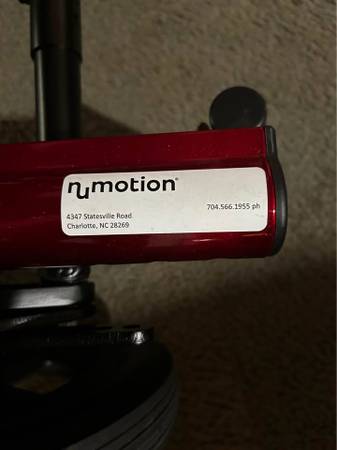 numotion®
704.566.1955 ph
4347 Statesville Road
Charlotte, NC 28269